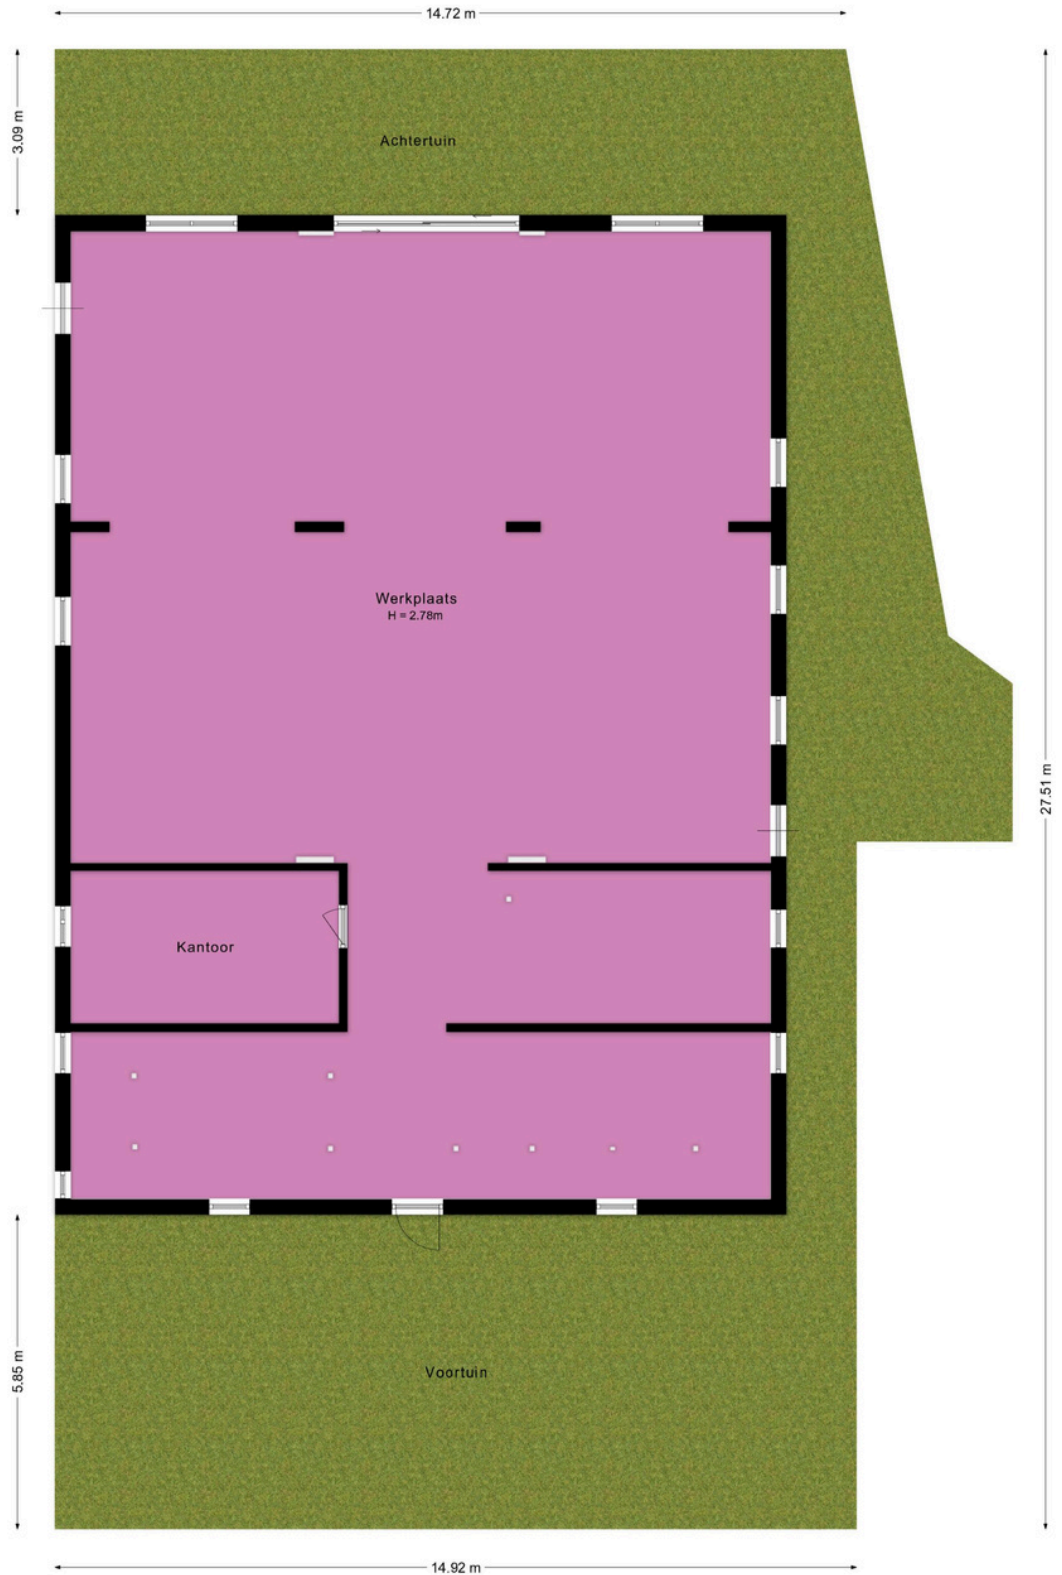 14.72 m
3.09 m
Achtertuin
Werkplaats
H = 2.78m
27.51 m
Kantoor
5.85 m
Voortuin
14.92 m